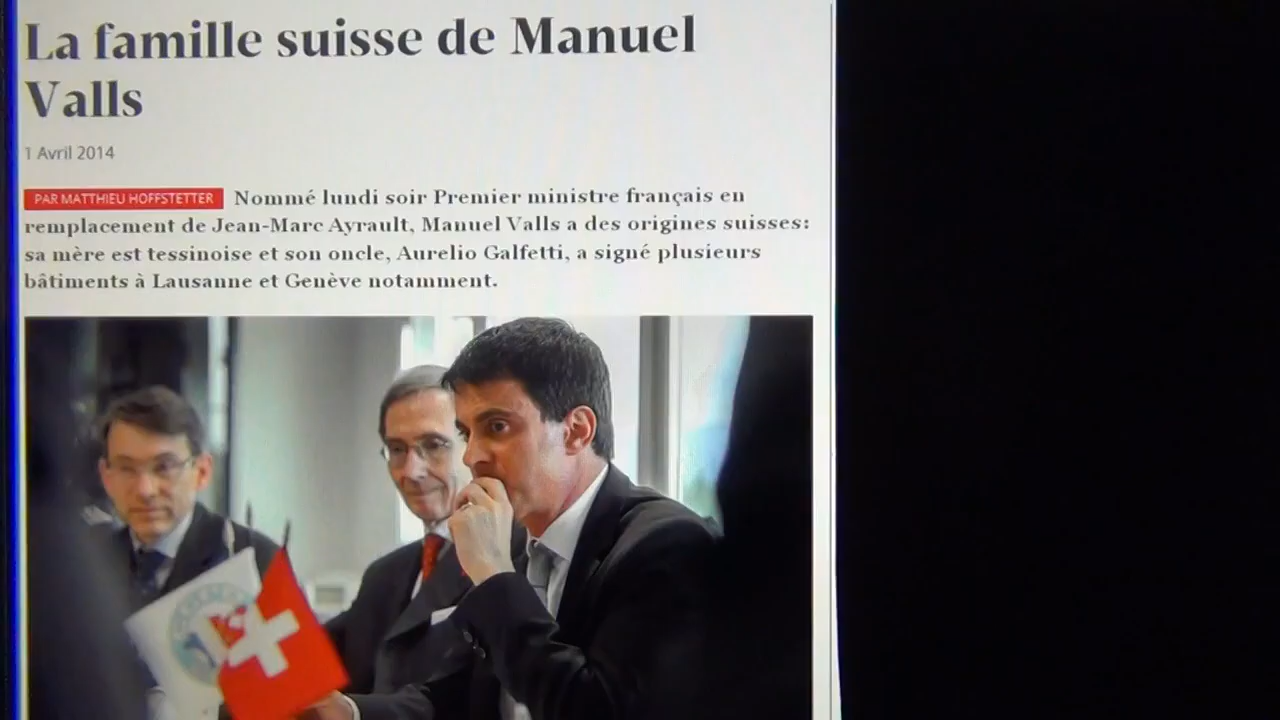 La famille suisse de Manuel
Valls
1 Avril 2014
PAR MATTHIEU HOFFSTETTER Nommé lundi soir Premier ministre français en
remplacement de Jean-Marc Ayrault, Manuel Valls a des origines suisses:
sa mère est tessinoise et son oncle, Aurelio Galfetti, a signé plusieurs
bâtiments à Lausanne et Genève notamment.